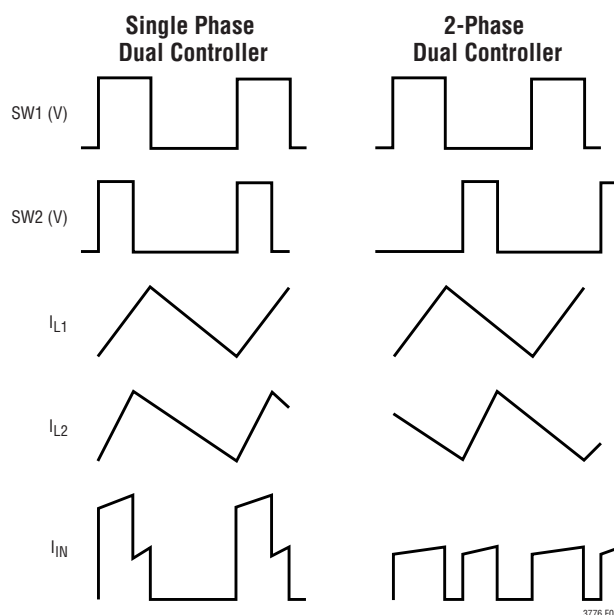 Single Phase
Dual Controller
2-Phase
Dual Controller
SW1 (V)
SW2 (V)
IL1
IL2
IIN